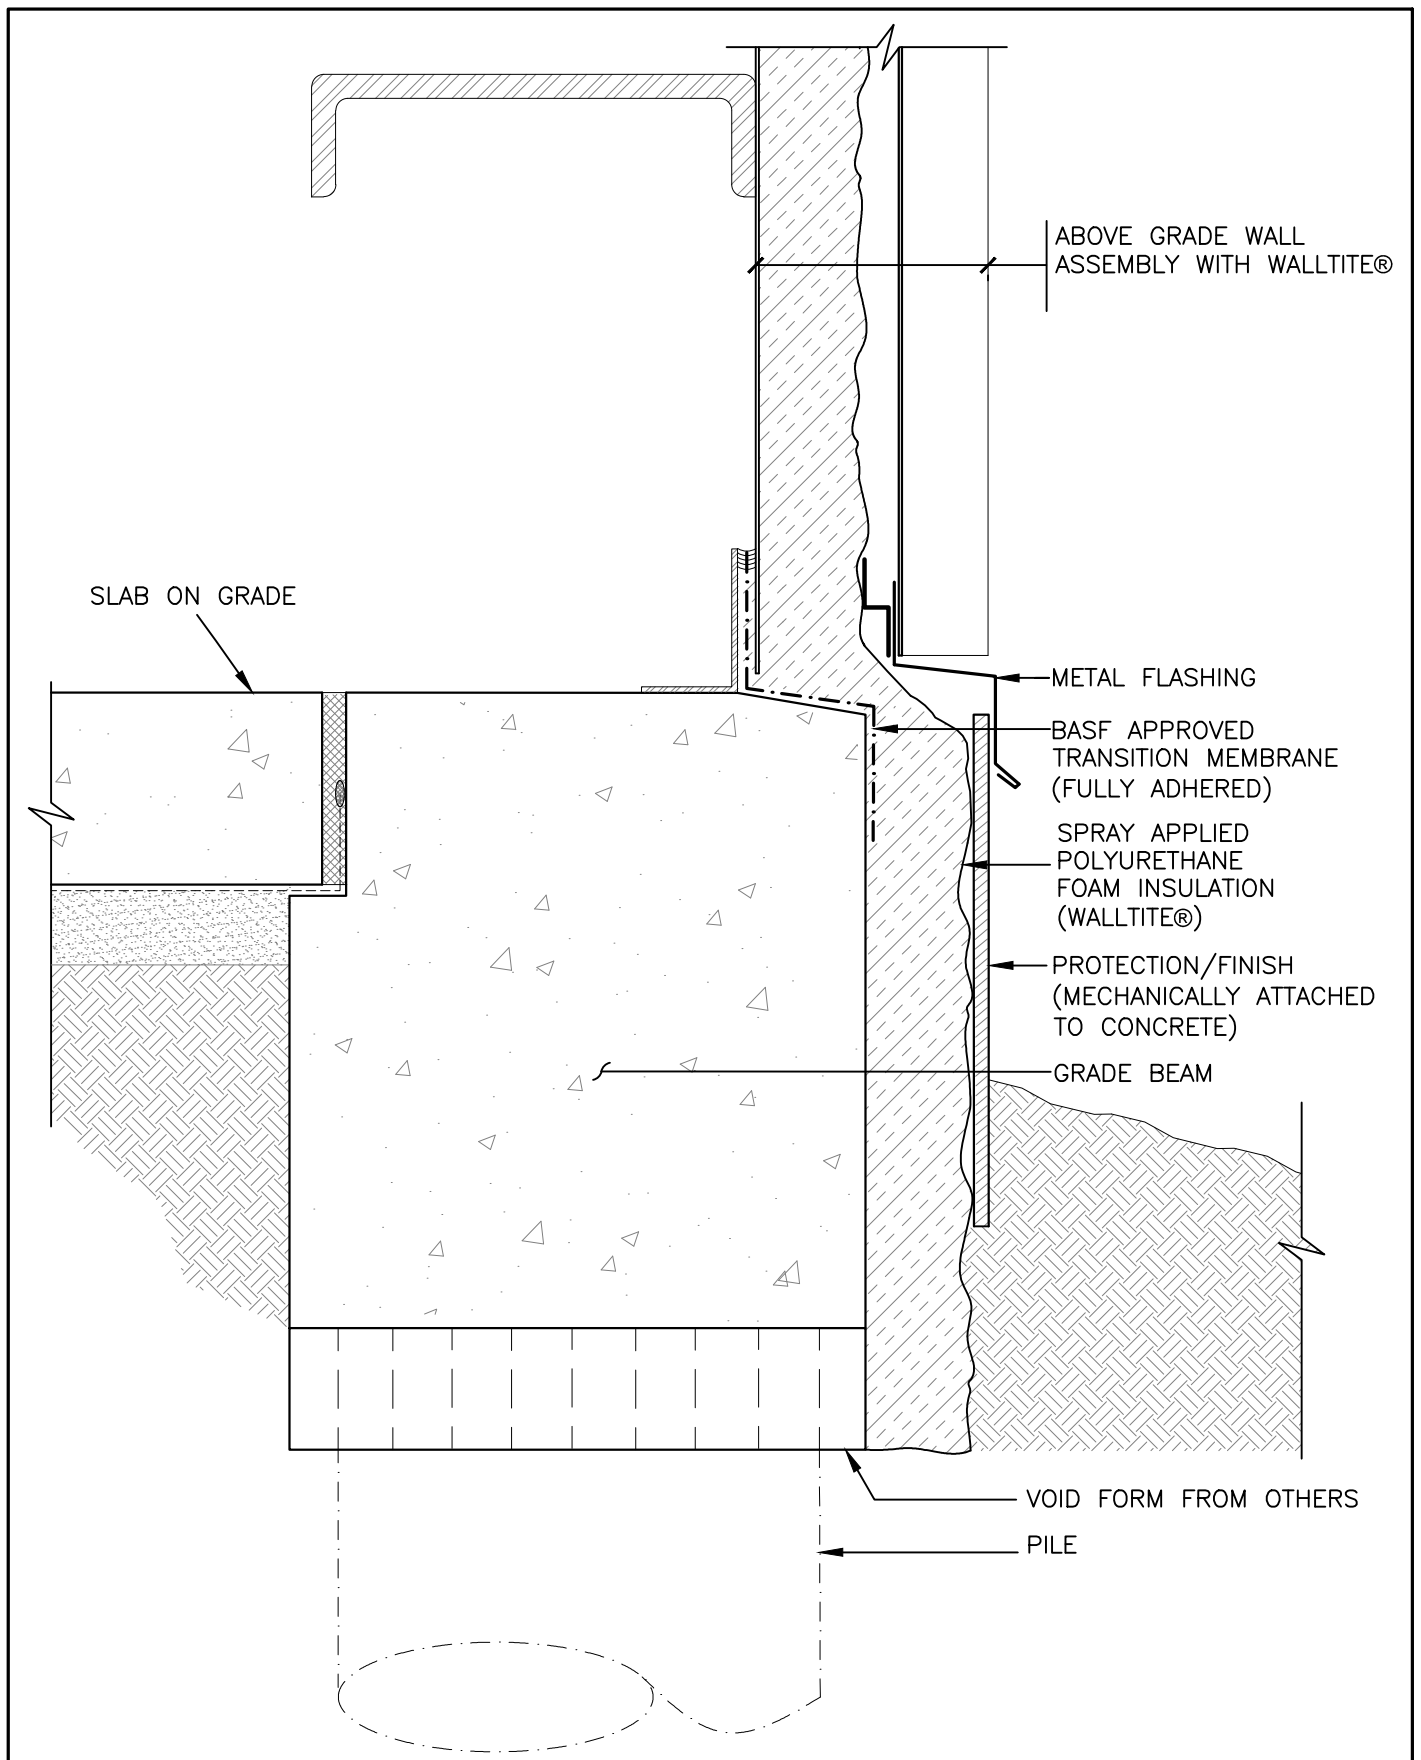 ABOVE GRADE WALL
ASSEMBLY WITH WALLTITE®
SLAB ON GRADE
METAL FLASHING
BASF APPROVED
TRANSITION MEMBRANE
(FULLY ADHERED)
SPRAY APPLIED
POLYURETHANE
FOAM INSULATION
(WALLTITE®)
PROTECTION/FINISH
(MECHANICALLY ATTACHED
TO CONCRETE)
GRADE BEAM
VOID FORM FROM OTHERS
PILE